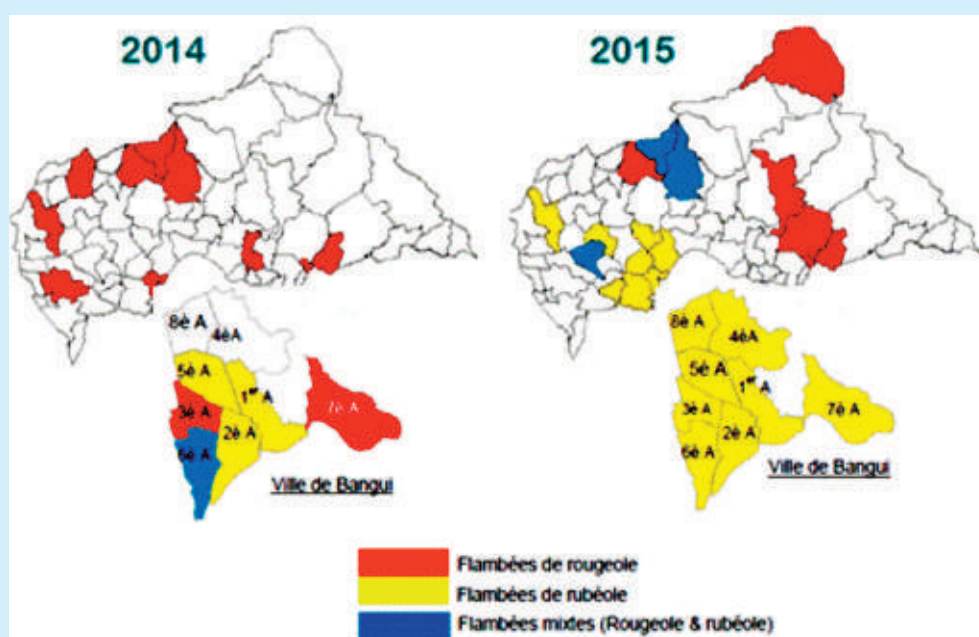 2014
2015
8è A
4èA
5è A
1er A
3è A
2è A
6è A
7è A
Ville de Bangui
8è A
4èA
5è A
1er A
3è A
2è A
6è A
7è A
Ville de Bangui
Flambées de rougeole
Flambées de rubéole
Flambées mixtes (Rougeole & rubéole)